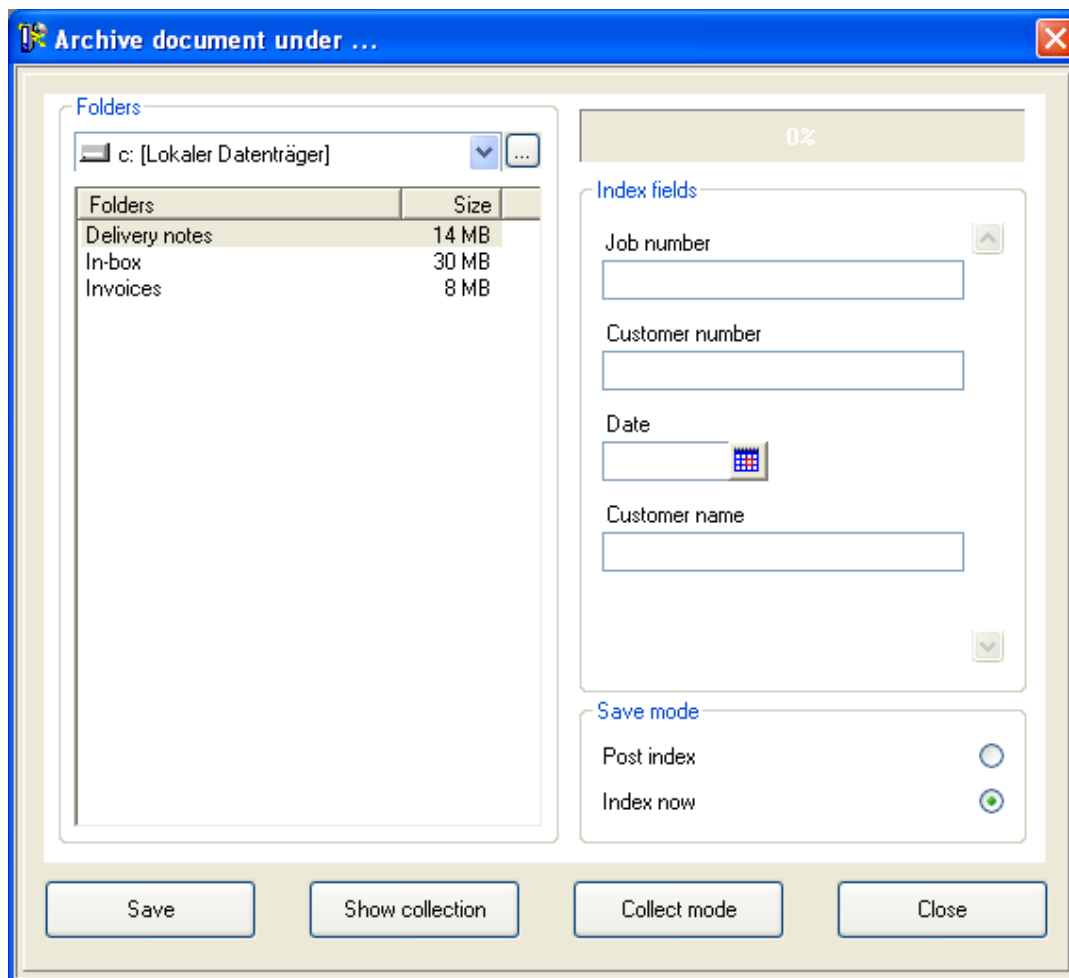 Archive document under ...
Folders
c: [Lokaler Datenträger]
...
Folders Size
Delivery notes 14 MB
In-box 30 MB
Invoices 8 MB
0%
Index fields
Job number
Customer number
Date
Customer name
Save mode
Post index
Index now
Save Show collection Collect mode Close